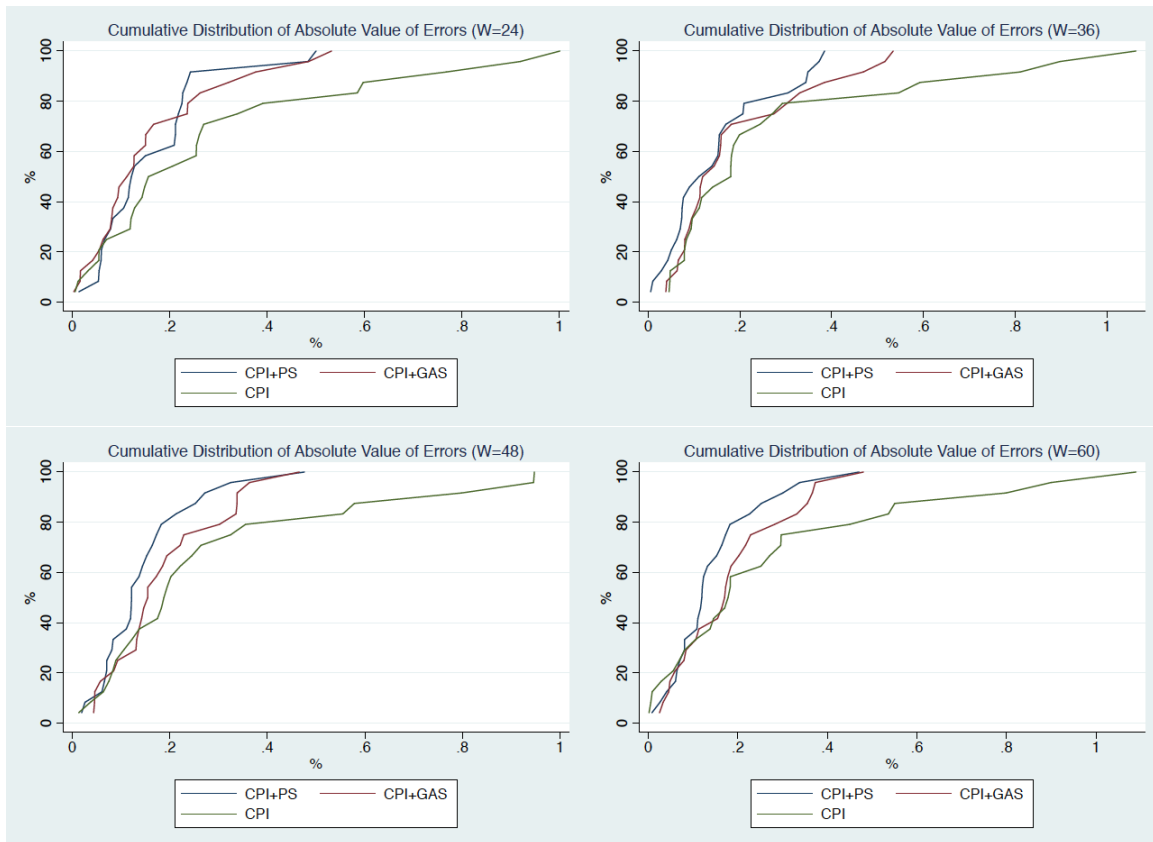 Cumulative Distribution of Absolute Value of Errors (W=24)
%
0 20 40 60 80 100
0 .2 .4 .6 .8 1
%
CPI+PS CPI+GAS
CPI
Cumulative Distribution of Absolute Value of Errors (W=36)
%
0 20 40 60 80 100
0 .2 .4 .6 .8 1
%
CPI+PS CPI+GAS
CPI
Cumulative Distribution of Absolute Value of Errors (W=48)
%
0 20 40 60 80 100
0 .2 .4 .6 .8 1
%
CPI+PS CPI+GAS
CPI
Cumulative Distribution of Absolute Value of Errors (W=60)
%
0 20 40 60 80 100
0 .2 .4 .6 .8 1
%
CPI+PS CPI+GAS
CPI